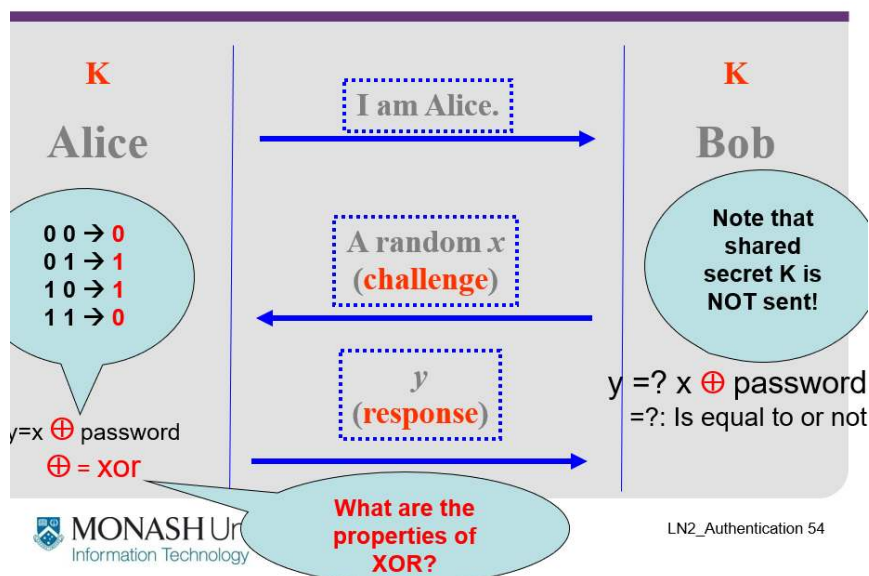 K
K
I am Alice.
Alice
Bob
0 0 → 0
0 1 → 1
1 0 → 1
1 1 → 0
A random x
(challenge)
Note that
shared
secret K is
NOT sent!
y
(response)
y=x ⊕ password
⊕ = xor
y =? x ⊕ password
=?: Is equal to or not
What are the
properties of
XOR?
MONASH Un
Information Technology
LN2_Authentication 54